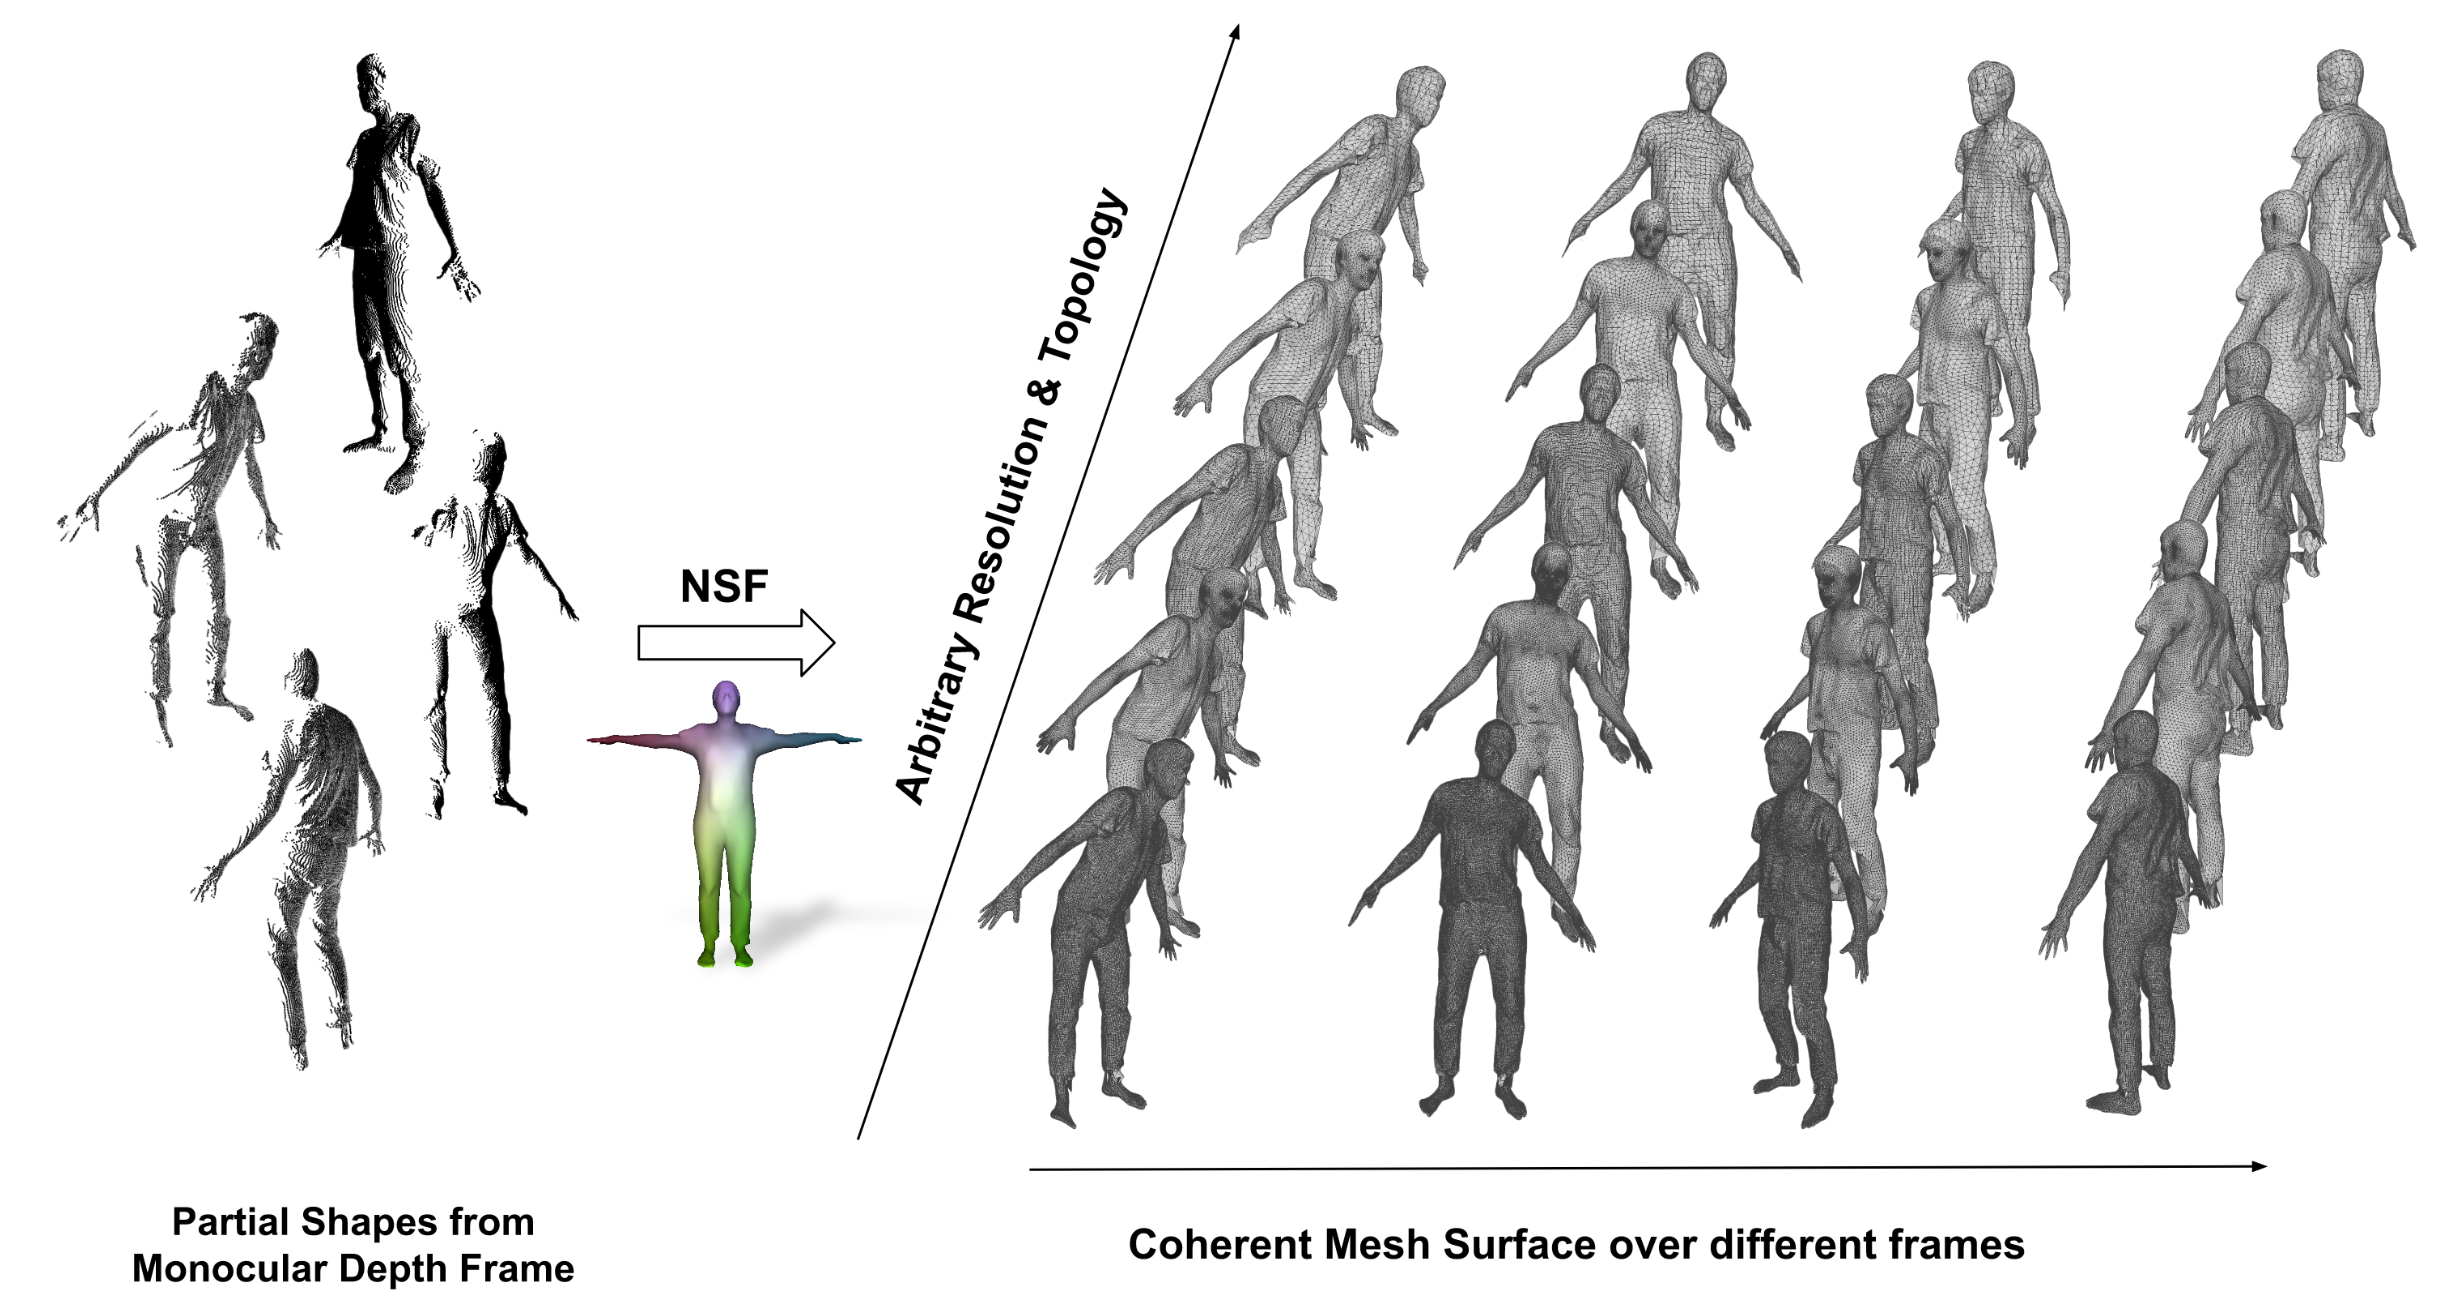 NSF
Arbitrary Resolution & Topology
Partial Shapes from
Monocular Depth Frame
Coherent Mesh Surface over different frames